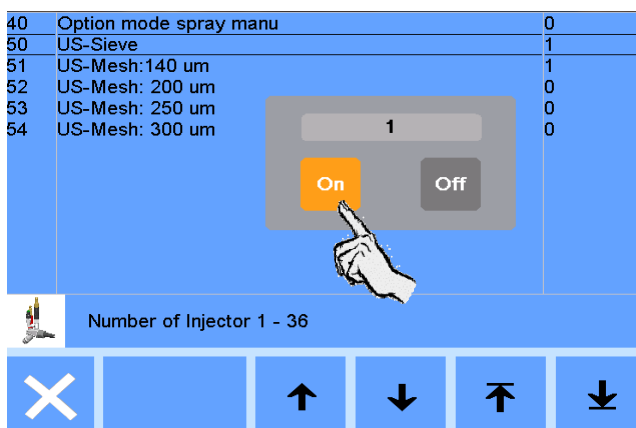 40 Option mode spray manu 0
50 US-Sieve 1
51 US-Mesh:140 um 1
52 US-Mesh: 200 um 0
53 US-Mesh: 250 um 0
54 US-Mesh: 300 um 0
1
On Off
Number of Injector 1 - 36